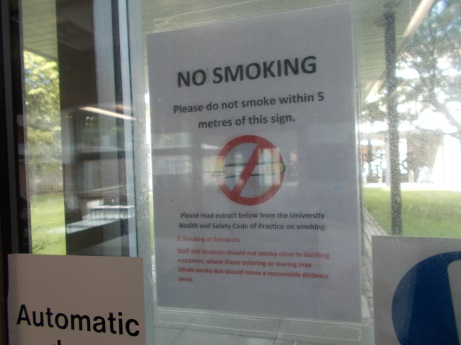 NO SMOKING
Please do not smoke within 5
metres of this sign.
Please read extract below from the University
Health and Safety Code of Practice on smoking:
Smoking at Entrances
Staff and students should not smoke close to building
entrances, where those entering or leaving may
inhale smoke but should move a reasonable distance
away.
Automatic